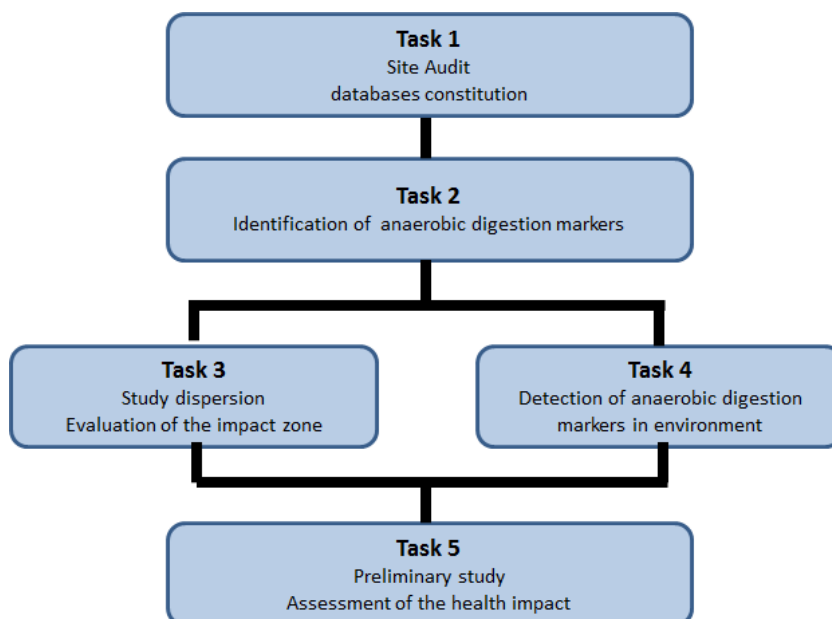 Task 1
Site Audit
databases constitution
Task 2
Identification of anaerobic digestion markers
Task 3
Study dispersion
Evaluation of the impact zone
Task 4
Detection of anaerobic digestion
markers in environment
Task 5
Preliminary study
Assessment of the health impact